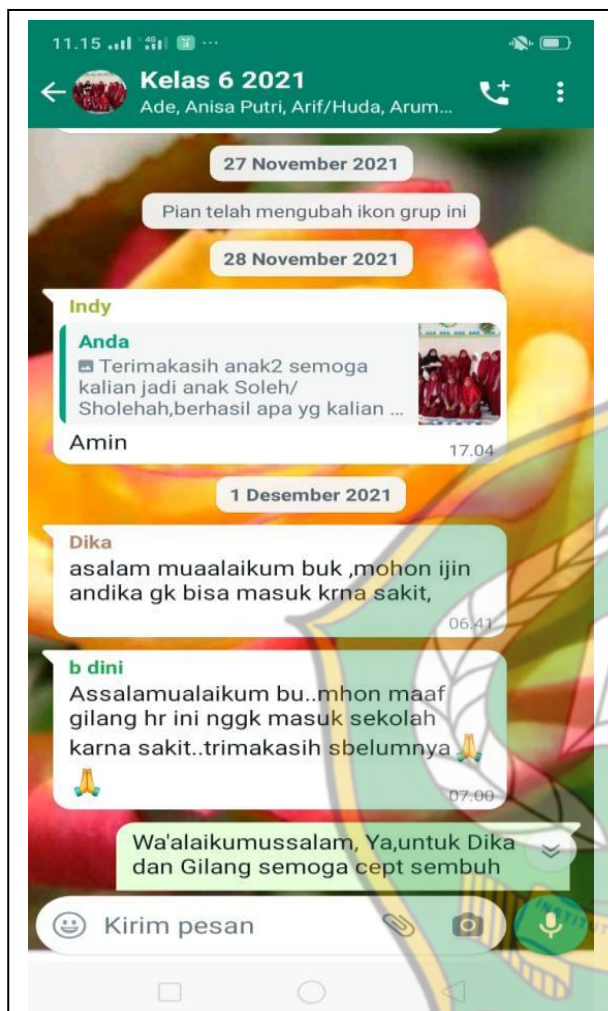 11.15 4G ...
Kelas 6 2021
Ade, Anisa Putri, Arif/Huda, Arum...
27 November 2021
Pian telah mengubah ikon grup ini
28 November 2021
Indy
Anda
Terimakasih anak2 semoga
kalian jadi anak Soleh/
Sholehah,berhasil apa yg kalian ...
Amin
17.04
1 Desember 2021
Dika
asalam muaalaikum buk ,mohon ijin
andika gk bisa masuk krna sakit,
06.41
b dini
Assalamualaikum bu..mhon maaf
gilang hr ini nggk masuk sekolah
karna sakit..trimakasih sbelumnya 🙏
🙏
07.00
Wa'alaikumussalam, Ya,untuk Dika
dan Gilang semoga cept sembuh
Kirim pesan
INSTITUT